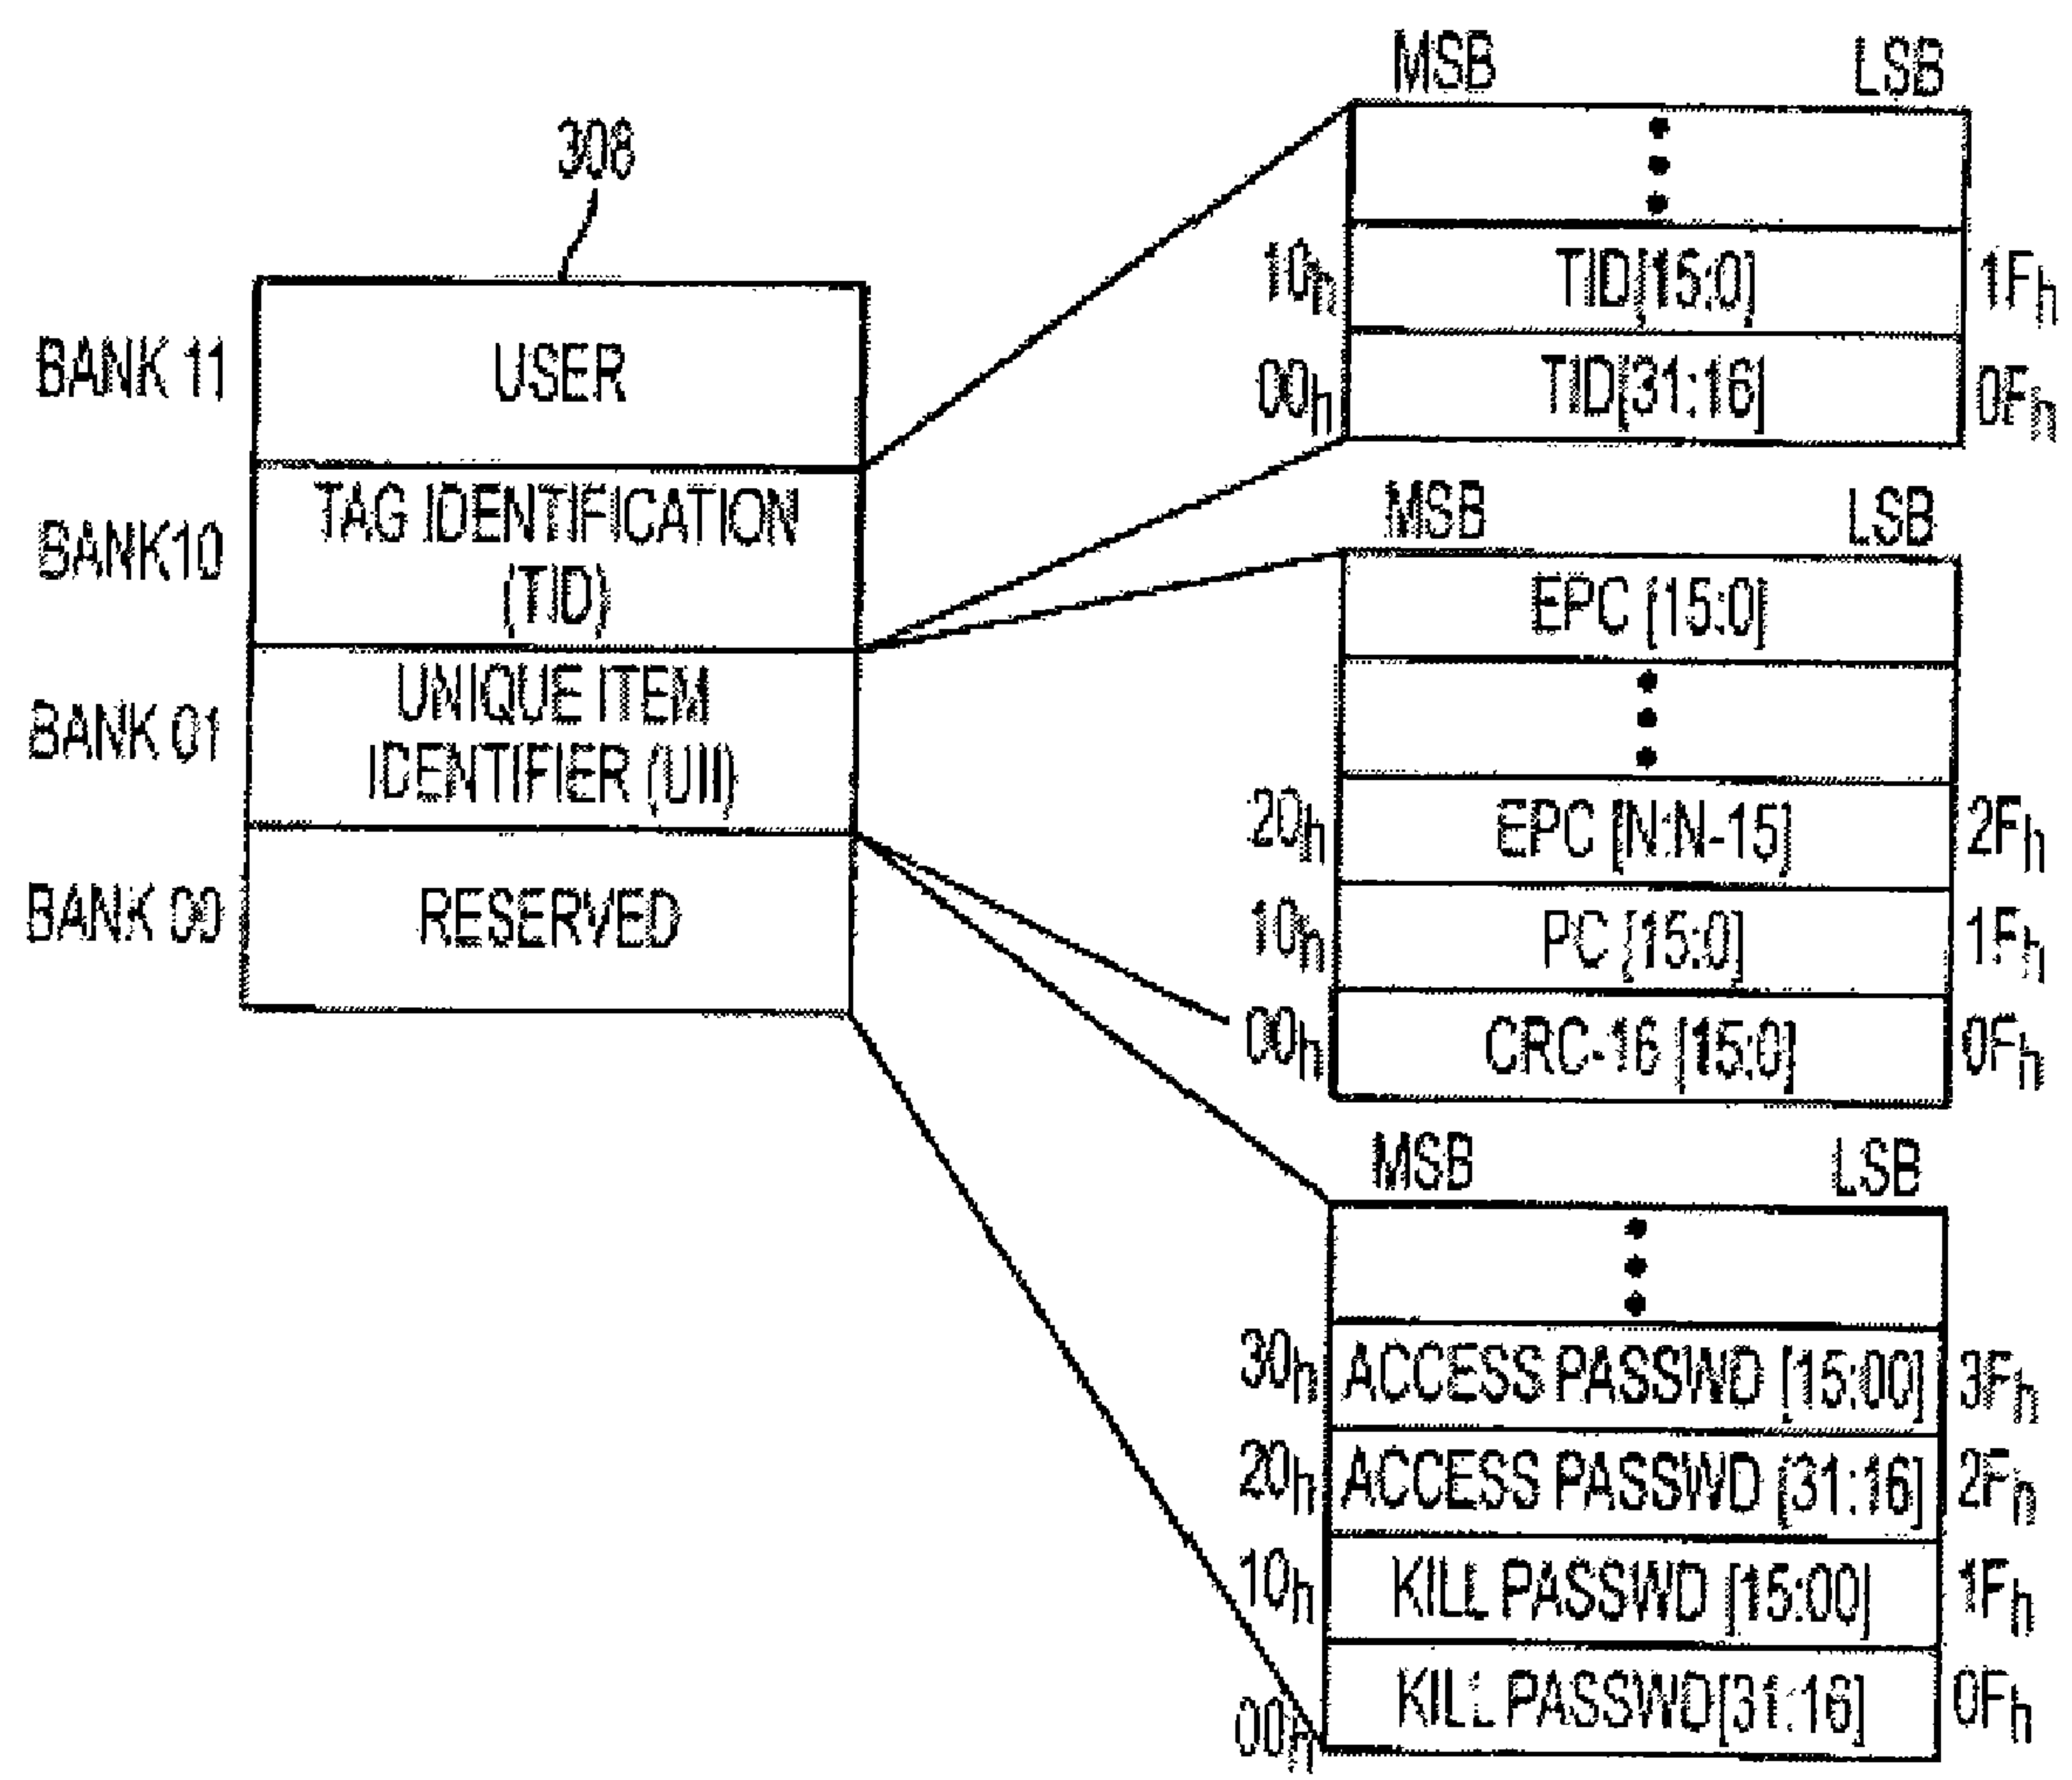 308
BANK 11 USER
BANK10 TAG IDENTIFICATION
(TID)
BANK 01 UNIQUE ITEM
IDENTIFIER (UII)
BANK 00 RESERVED
MSB LSB
10h TID[15:0] 1Fh
00h TID[31:16] 0Fh
MSB LSB
EPC [15:0]
20h EPC [N:N-15] 2Fh
10h PC [15:0] 1Fh
00h CRC-16 [15:0] 0Fh
MSB LSB
30h ACCESS PASSWD [15:00] 3Fh
20h ACCESS PASSWD [31:16] 2Fh
10h KILL PASSWD [15:00] 1Fh
00h KILL PASSWD[31:16] 0Fh